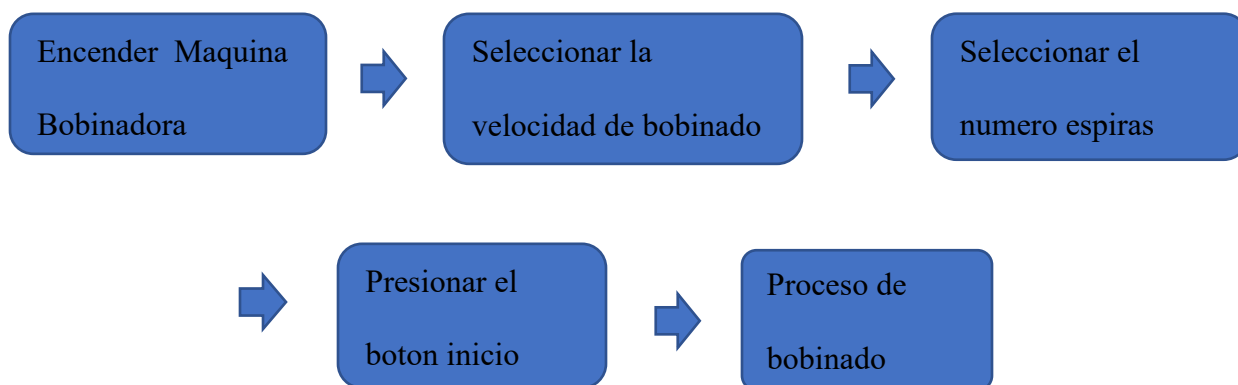 Encender  Maquina
Bobinadora
Seleccionar la
velocidad de bobinado
Seleccionar el
numero espiras
Presionar el
boton inicio
Proceso de
bobinado